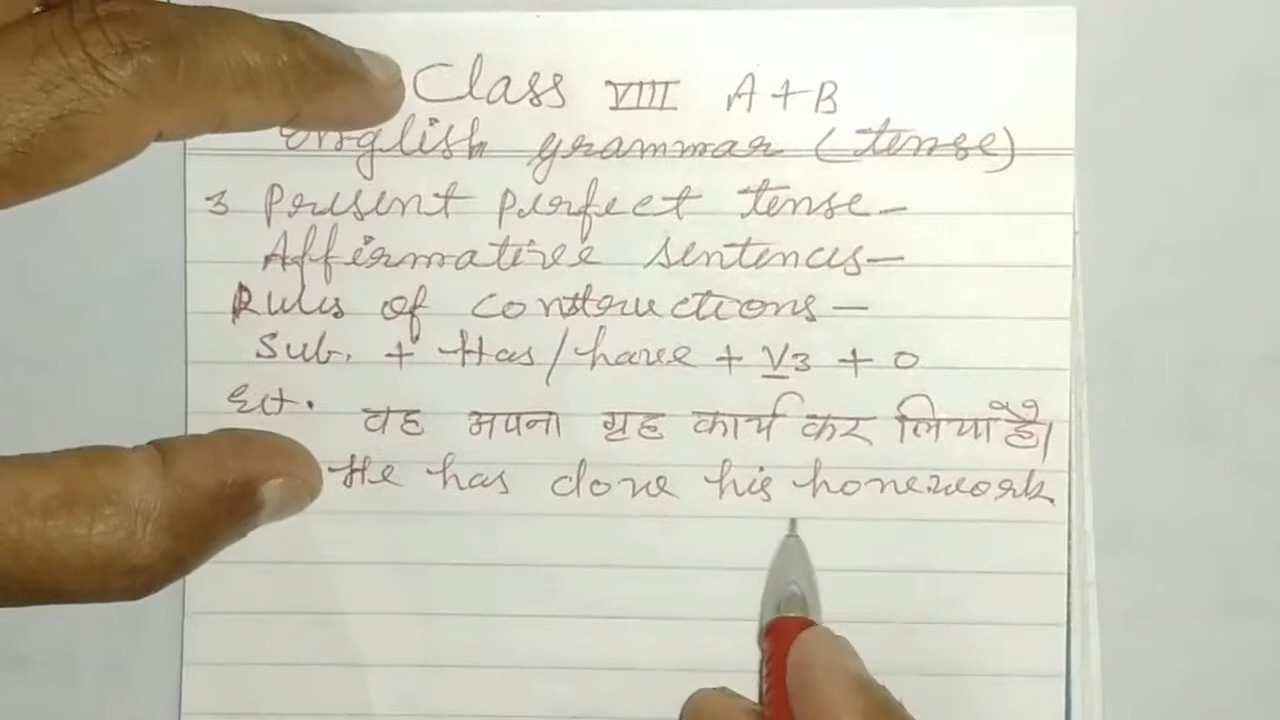 Class VIII A+B
English grammar (tense)
3 Present perfect tense-
Affirmative sentences-
Rules of constructions-
Sub. + Has/have + V3 + O
Ex. वह अपना ग्रह कार्य कर लिया है।
He has done his homework